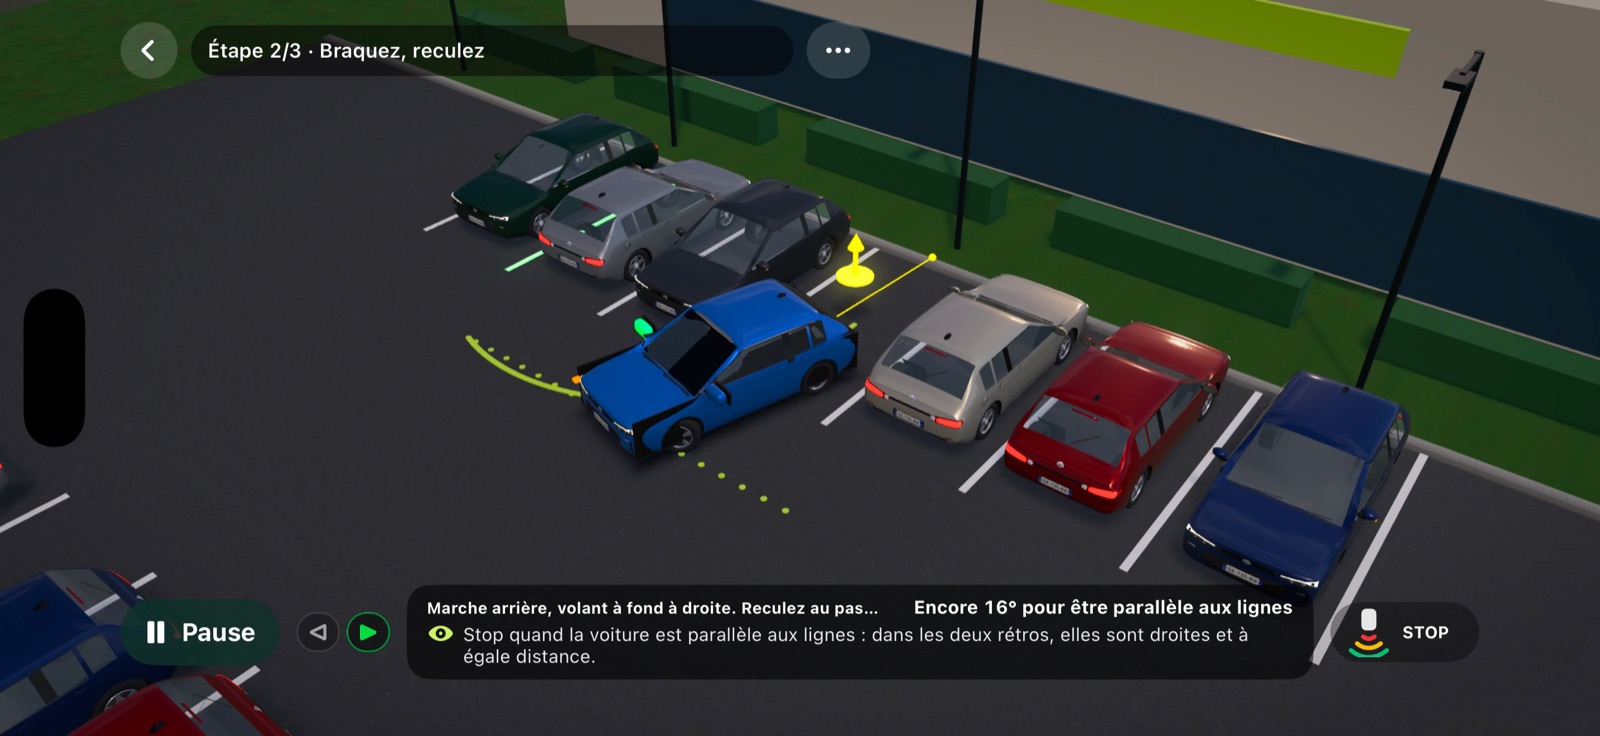 Étape 2/3 · Braquez, reculez
Marche arrière, volant à fond à droite. Reculez au pas...
Encore 16° pour être parallèle aux lignes
Stop quand la voiture est parallèle aux lignes : dans les deux rétros, elles sont droites et à
égale distance.
Pause
STOP